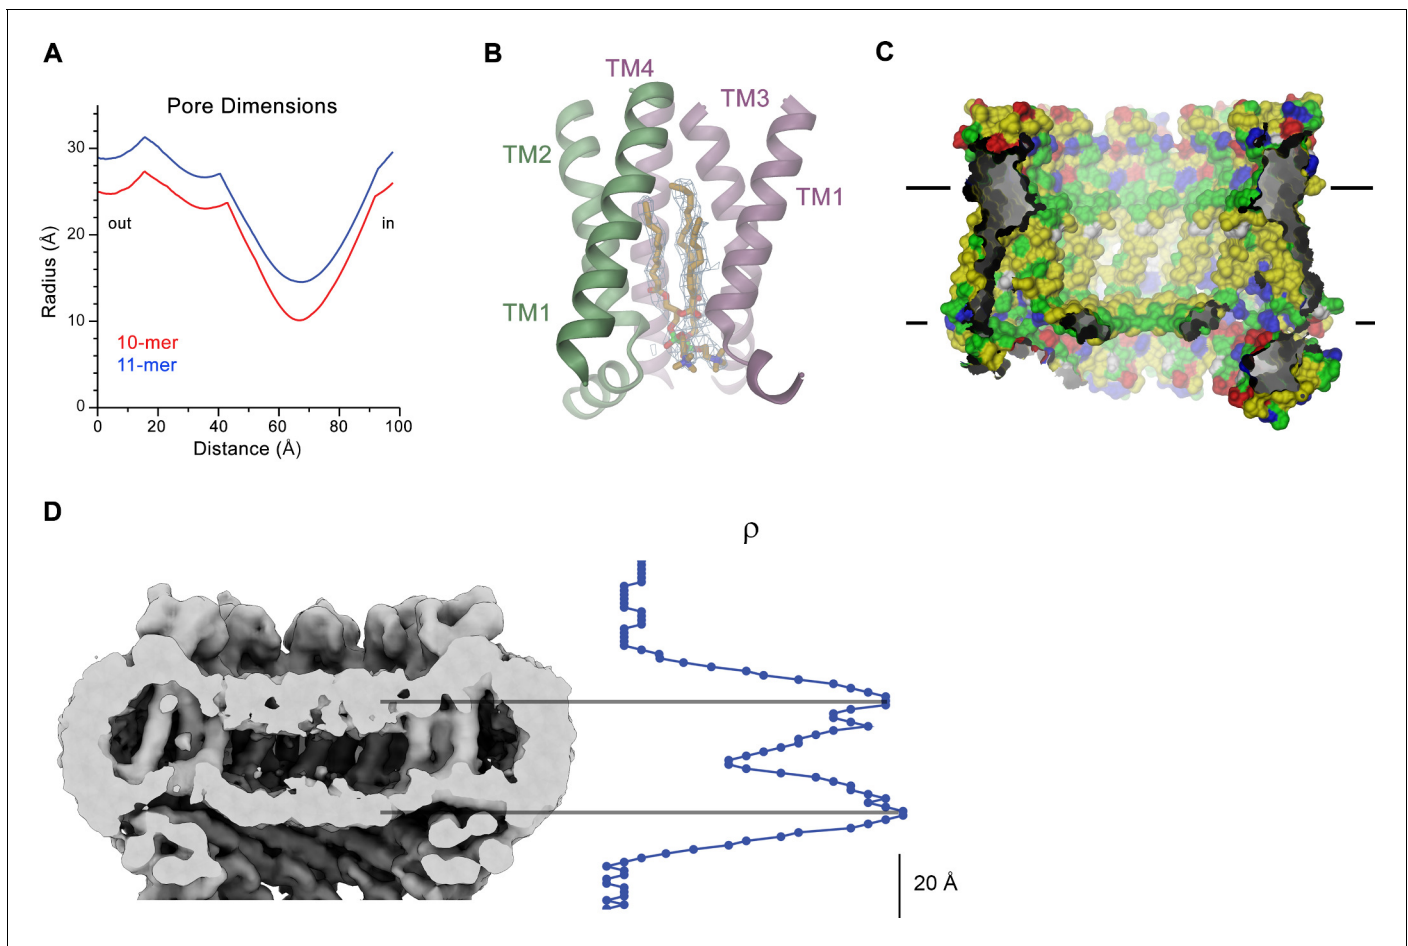 A
Pore Dimensions
30
20
10
0
Radius (Å)
out
in
10-mer
11-mer
0 20 40 60 80 100
Distance (Å)
B
TM4
TM3
TM2
TM1
TM1
C
D
ρ
20 Å